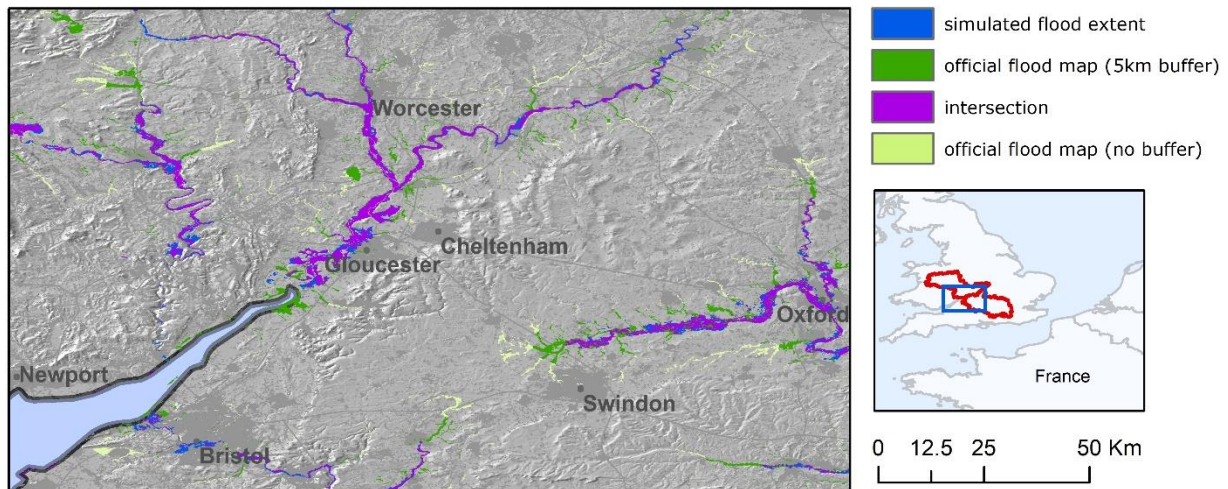 Worcester
Cheltenham
Gloucester
Oxford
Newport
Swindon
Bristol
simulated flood extent
official flood map (5km buffer)
intersection
official flood map (no buffer)
France
0 12.5 25 50 Km